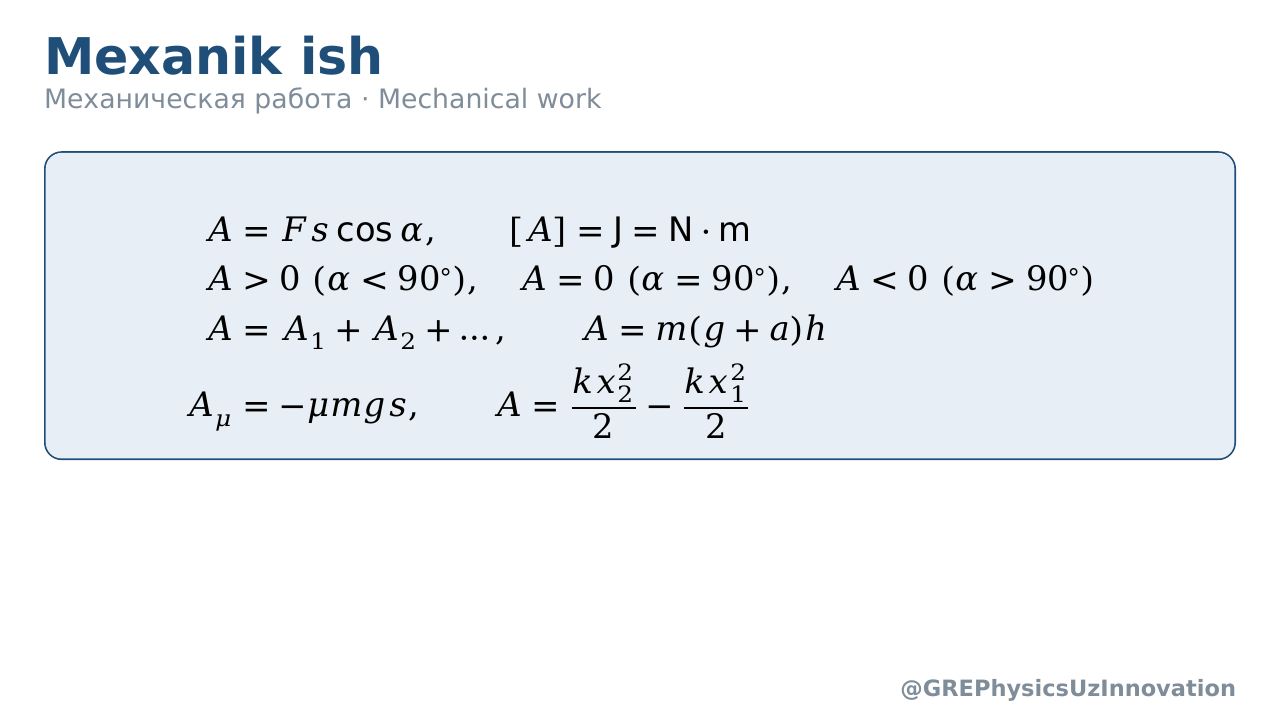 Mexanik ish
Механическая работа · Mechanical work
A = F s cos α, [A] = J = N · m
A > 0 (α < 90°), A = 0 (α = 90°), A < 0 (α > 90°)
A = A₁ + A₂ + … , A = m(g + a)h
A_μ = −μmgs, A = kx₂²/2 − kx₁²/2
@GREPhysicsUzInnovation